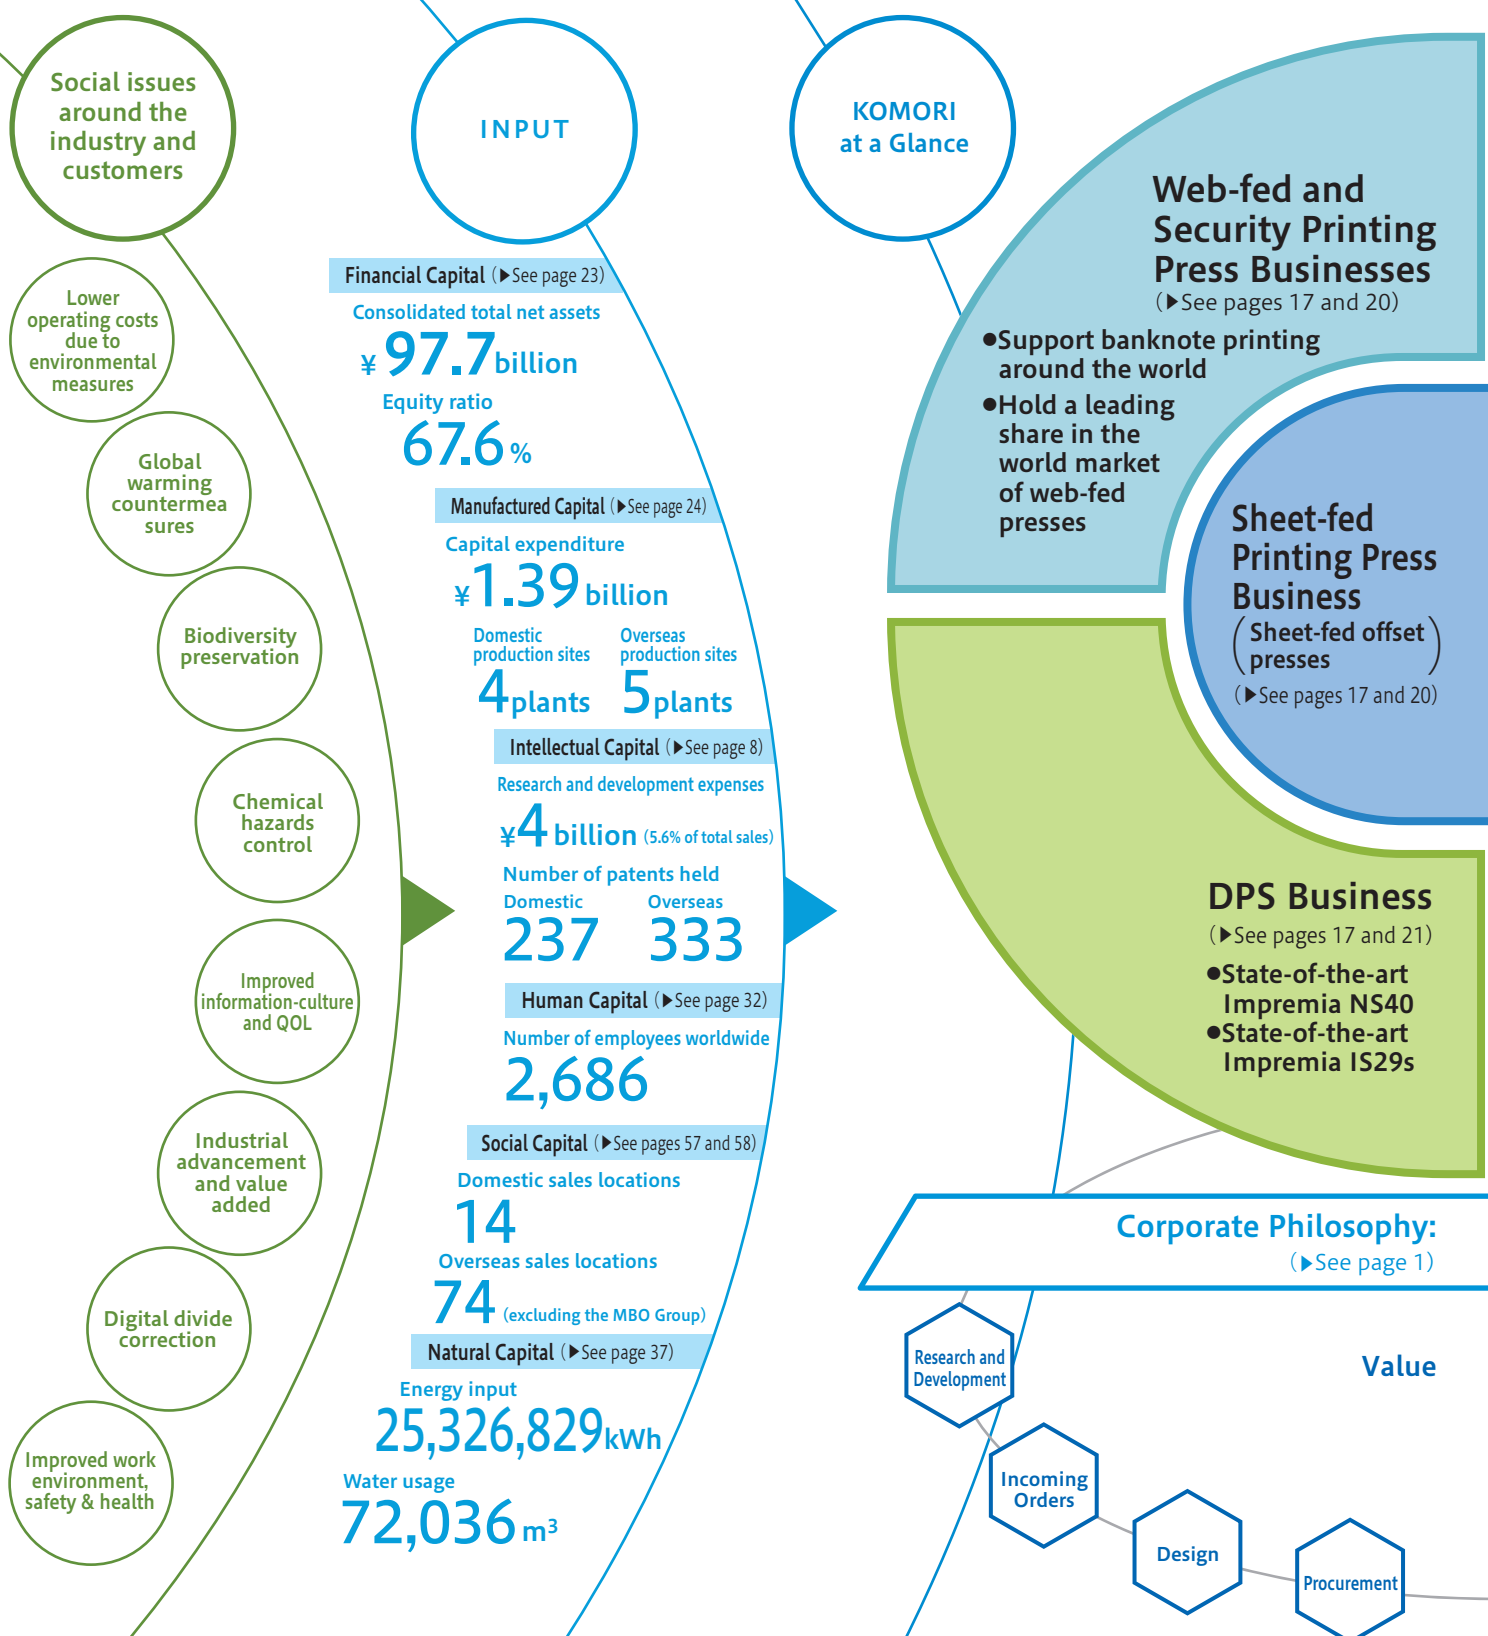 Social issues
around the
industry and
customers
Lower
operating costs
due to
environmental
measures
Global
warming
countermea
sures
Biodiversity
preservation
Chemical
hazards
control
Improved
information-culture
and QOL
Industrial
advancement
and value
added
Digital divide
correction
Improved work
environment,
safety & health
INPUT
Financial Capital (▶See page 23)
Consolidated total net assets
¥97.7billion
Equity ratio
67.6%
Manufactured Capital (▶See page 24)
Capital expenditure
¥1.39 billion
Domestic
production sites
4plants
Overseas
production sites
5plants
Intellectual Capital (▶See page 8)
Research and development expenses
¥4 billion (5.6% of total sales)
Number of patents held
Domestic
237
Overseas
333
Human Capital (▶See page 32)
Number of employees worldwide
2,686
Social Capital (▶See pages 57 and 58)
Domestic sales locations
14
Overseas sales locations
74 (excluding the MBO Group)
Natural Capital (▶See page 37)
Energy input
25,326,829kWh
Water usage
72,036 m³
KOMORI
at a Glance
Web-fed and
Security Printing
Press Businesses
(▶See pages 17 and 20)
●Support banknote printing
around the world
●Hold a leading
share in the
world market
of web-fed
presses
Sheet-fed
Printing Press
Business
(Sheet-fed offset
presses)
(▶See pages 17 and 20)
DPS Business
(▶See pages 17 and 21)
●State-of-the-art
Impremia NS40
●State-of-the-art
Impremia IS29s
Corporate Philosophy:
(▶See page 1)
Value
Research and
Development
Incoming
Orders
Design
Procurement